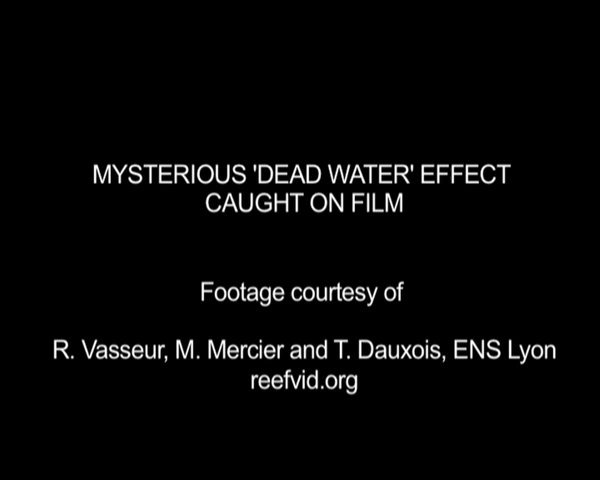 MYSTERIOUS 'DEAD WATER' EFFECT
CAUGHT ON FILM
Footage courtesy of
R. Vasseur, M. Mercier and T. Dauxois, ENS Lyon
reefvid.org